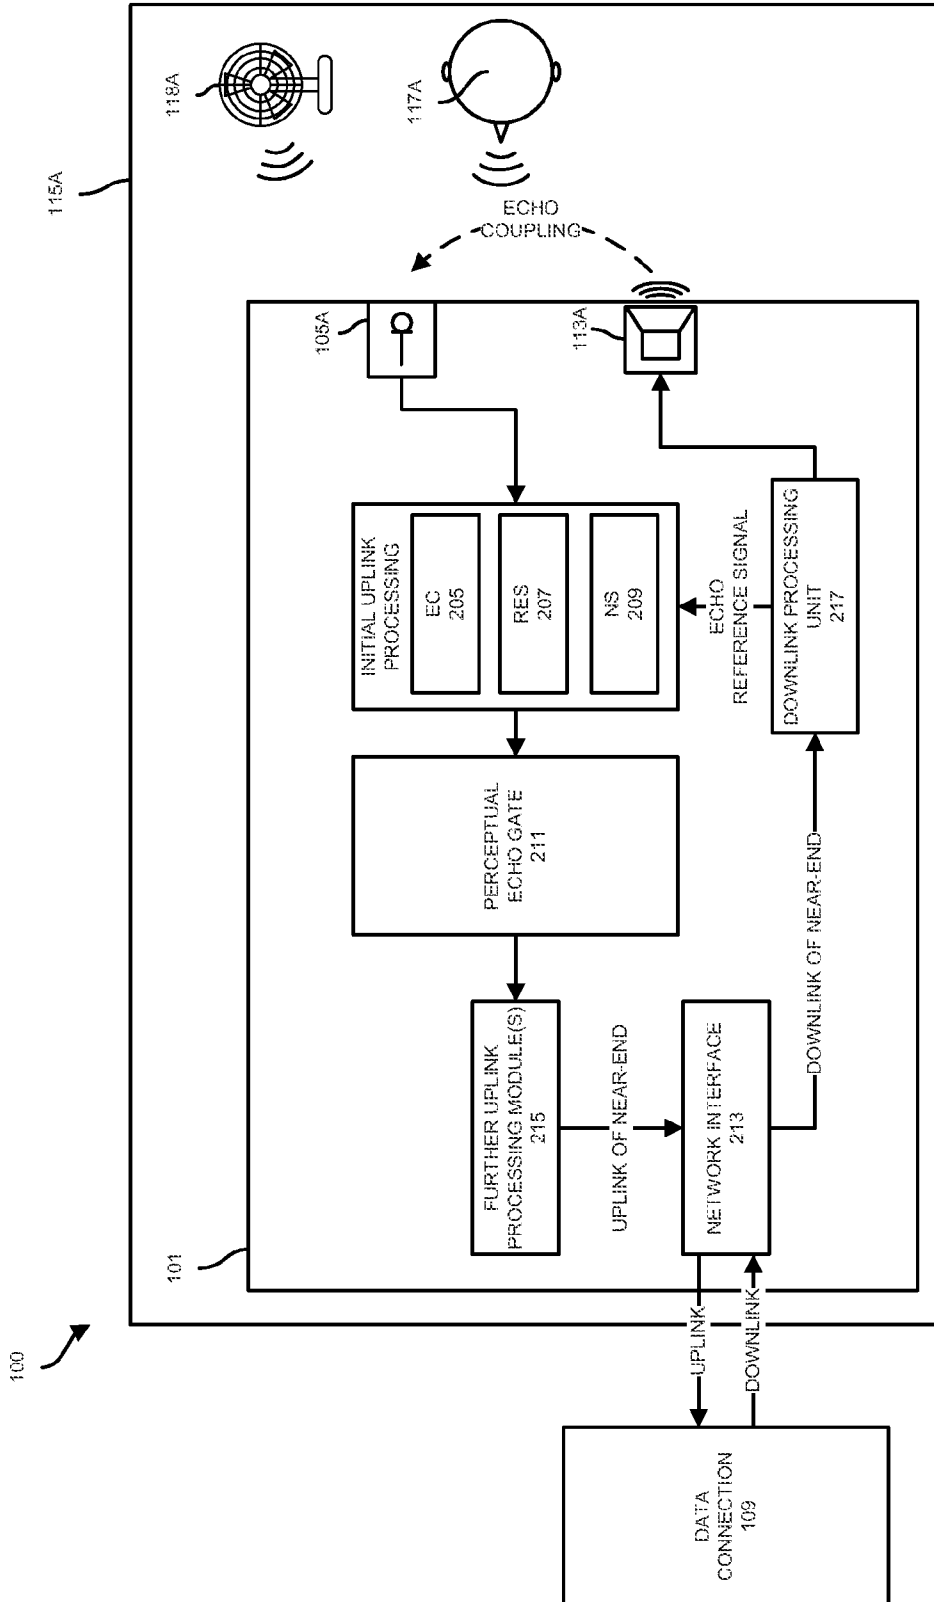 100
115A
118A
117A
ECHO
COUPLING
101
105A
113A
INITIAL UPLINK
PROCESSING
EC
205
RES
207
NS
209
PERCEPTUAL
ECHO GATE
211
FURTHER UPLINK
PROCESSING MODULE(S)
215
UPLINK OF NEAR-END
NETWORK INTERFACE
213
DOWNLINK OF NEAR-END
DOWNLINK PROCESSING
UNIT
217
ECHO
REFERENCE SIGNAL
UPLINK
DOWNLINK
DATA
CONNECTION
109